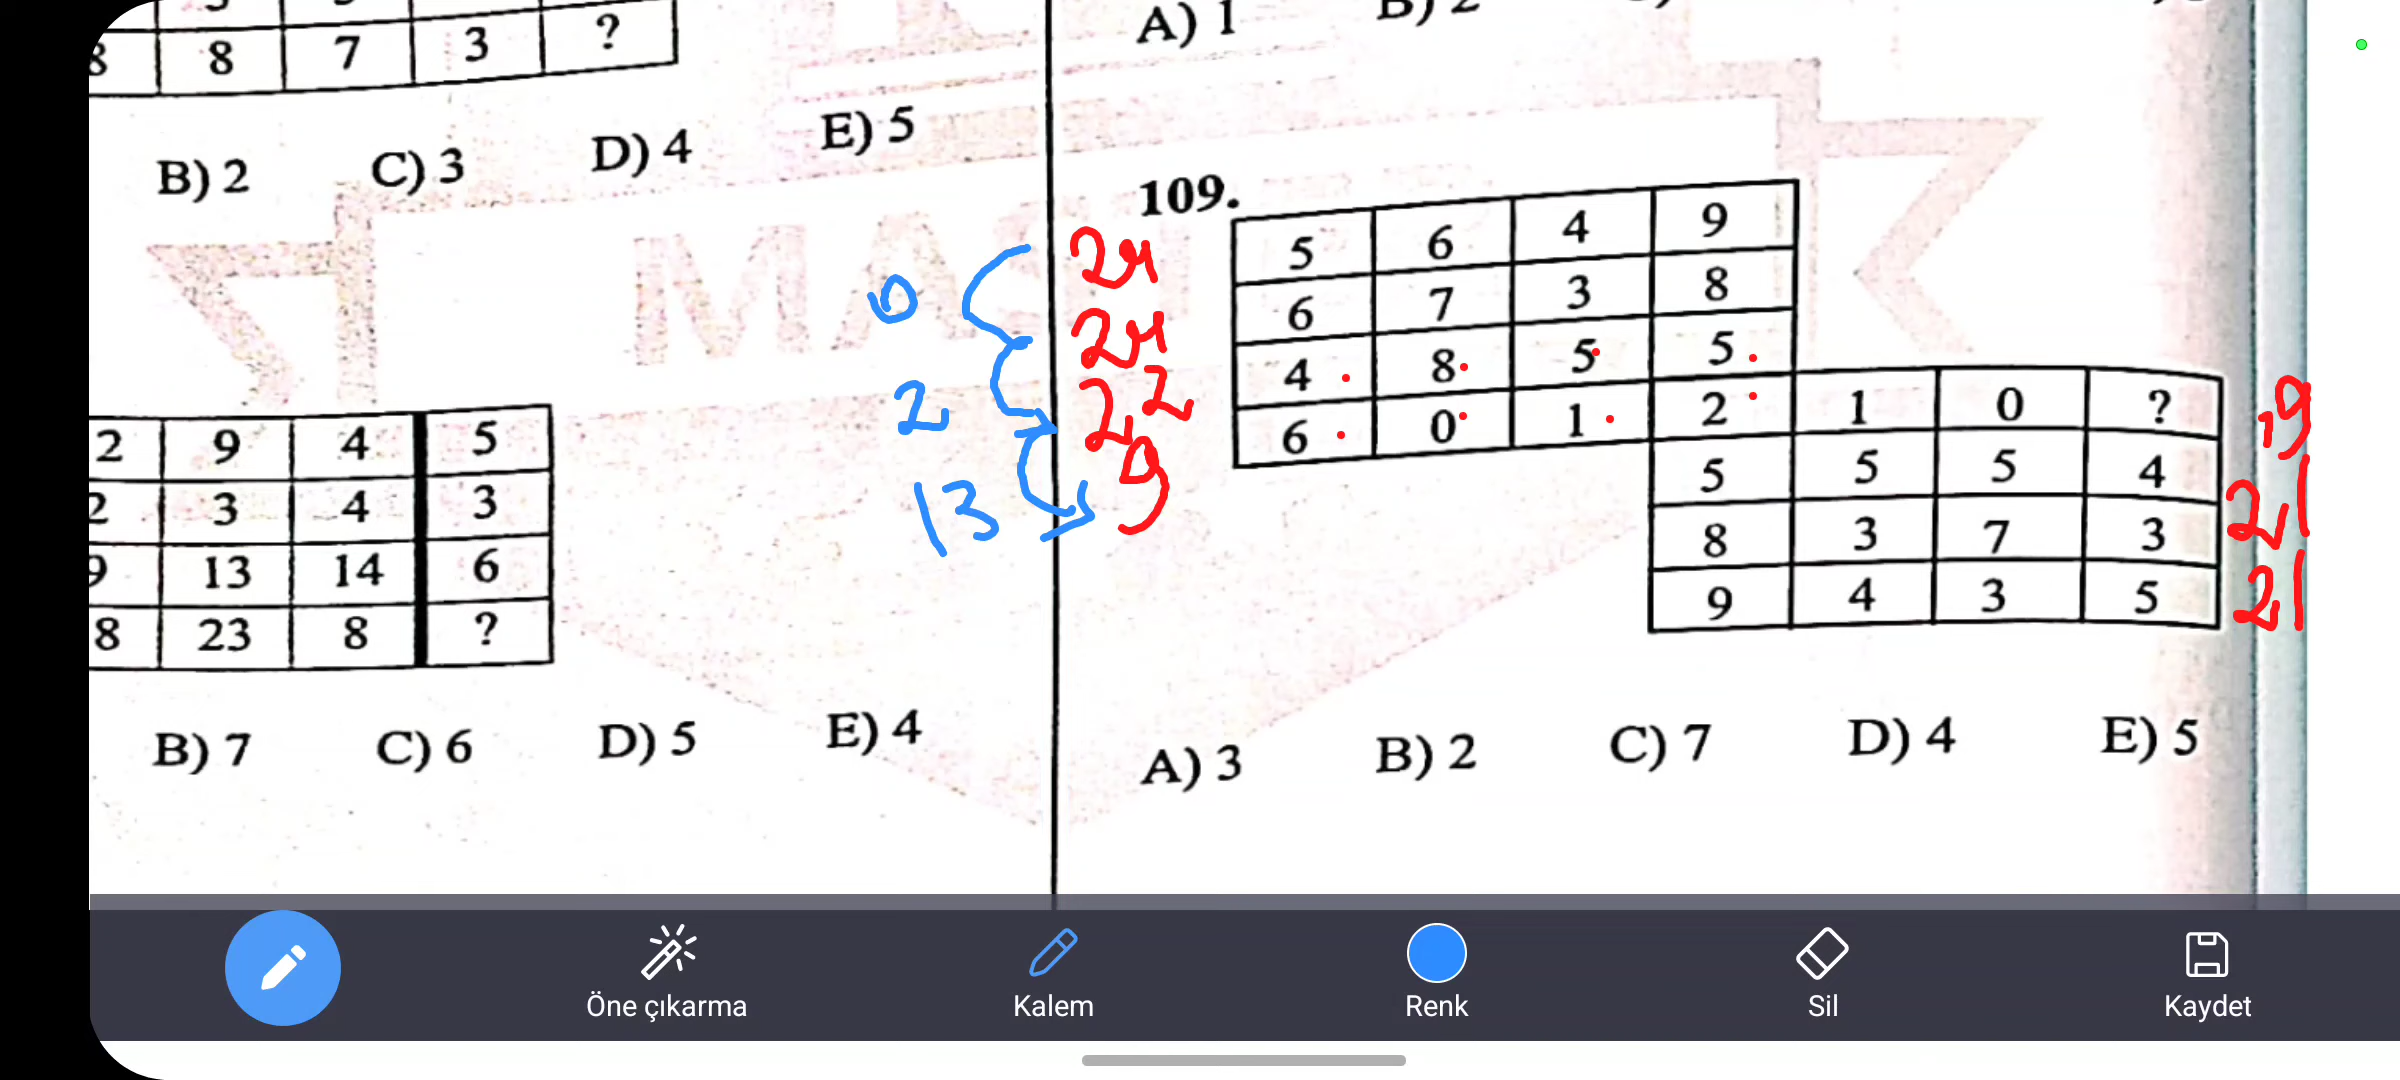 8 8 7 3 ?
B) 2 C) 3 D) 4 E) 5
2 9 4 5
2 3 4 3
9 13 14 6
8 23 8 ?
B) 7 C) 6 D) 5 E) 4
0
2
13
A) 1 B) 2
109.
24
24
22
9
5 6 4 9
6 7 3 8
4 8 5 5
6 0 1 2 1 0 ?
5 5 5 4
8 3 7 3
9 4 3 5
19
21
21
A) 3 B) 2 C) 7 D) 4 E) 5
Öne çıkarma
Kalem
Renk
Sil
Kaydet